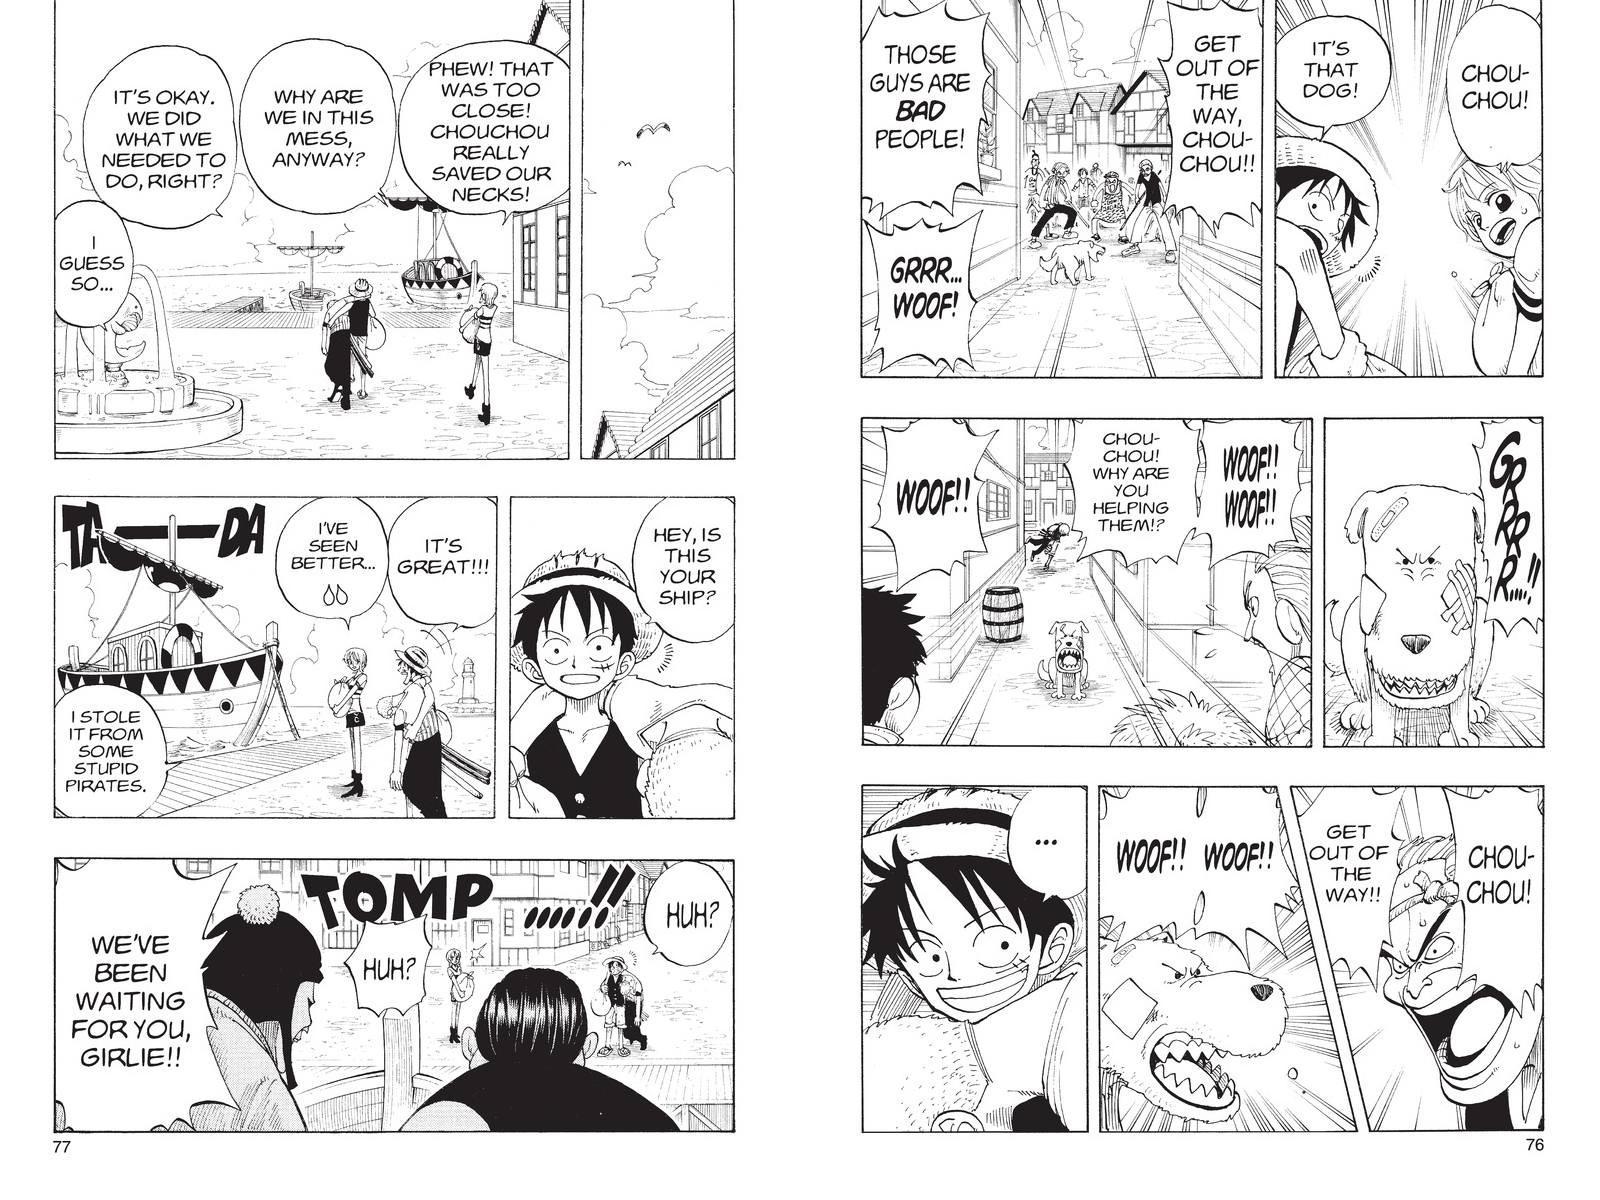 CHOU-
CHOU!
IT'S
THAT
DOG!
GET
OUT OF
THE
WAY,
CHOU-
CHOU!!
THOSE
GUYS ARE
BAD
PEOPLE!
GRRR...
WOOF!
GRRRR.....!!
WOOF!!
WOOF!!
CHOU-
CHOU!
WHY ARE
YOU
HELPING
THEM!?
WOOF!!
CHOU-
CHOU!
GET
OUT OF
THE
WAY!!
WOOF!! WOOF!!
...
76
PHEW! THAT
WAS TOO
CLOSE!
CHOUCHOU
REALLY
SAVED OUR
NECKS!
WHY ARE
WE IN THIS
MESS,
ANYWAY?
IT'S OKAY.
WE DID
WHAT WE
NEEDED TO
DO, RIGHT?
I
GUESS
SO...
HEY, IS
THIS
YOUR
SHIP?
IT'S
GREAT!!!
I'VE
SEEN
BETTER...
TA DA
I STOLE
IT FROM
SOME
STUPID
PIRATES.
HUH?
TOMP ......!!
HUH?
WE'VE
BEEN
WAITING
FOR YOU,
GIRLIE!!
77